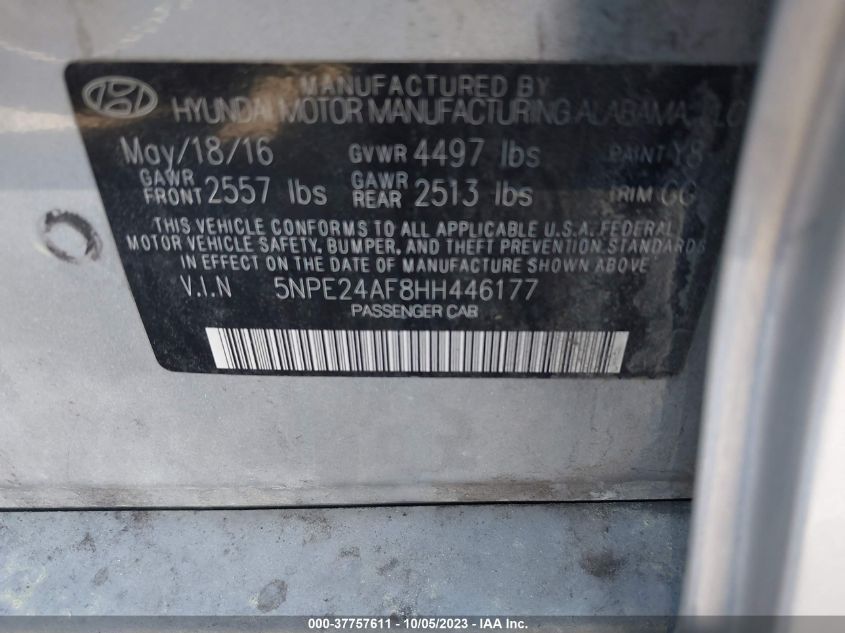 MANUFACTURED BY
HYUNDAI MOTOR MANUFACTURING ALABAMA, LLC
May/18/16 GVWR 4497 lbs PAINT Y8
GAWR FRONT 2557 lbs GAWR REAR 2513 lbs TRIM
THIS VEHICLE CONFORMS TO ALL APPLICABLE U.S.A. FEDERAL
MOTOR VEHICLE SAFETY, BUMPER, AND THEFT PREVENTION STANDARDS
IN EFFECT ON THE DATE OF MANUFACTURE SHOWN ABOVE
V.I.N 5NPE24AF8HH446177
PASSENGER CAR
000-37757611 - 10/05/2023 - IAA Inc.